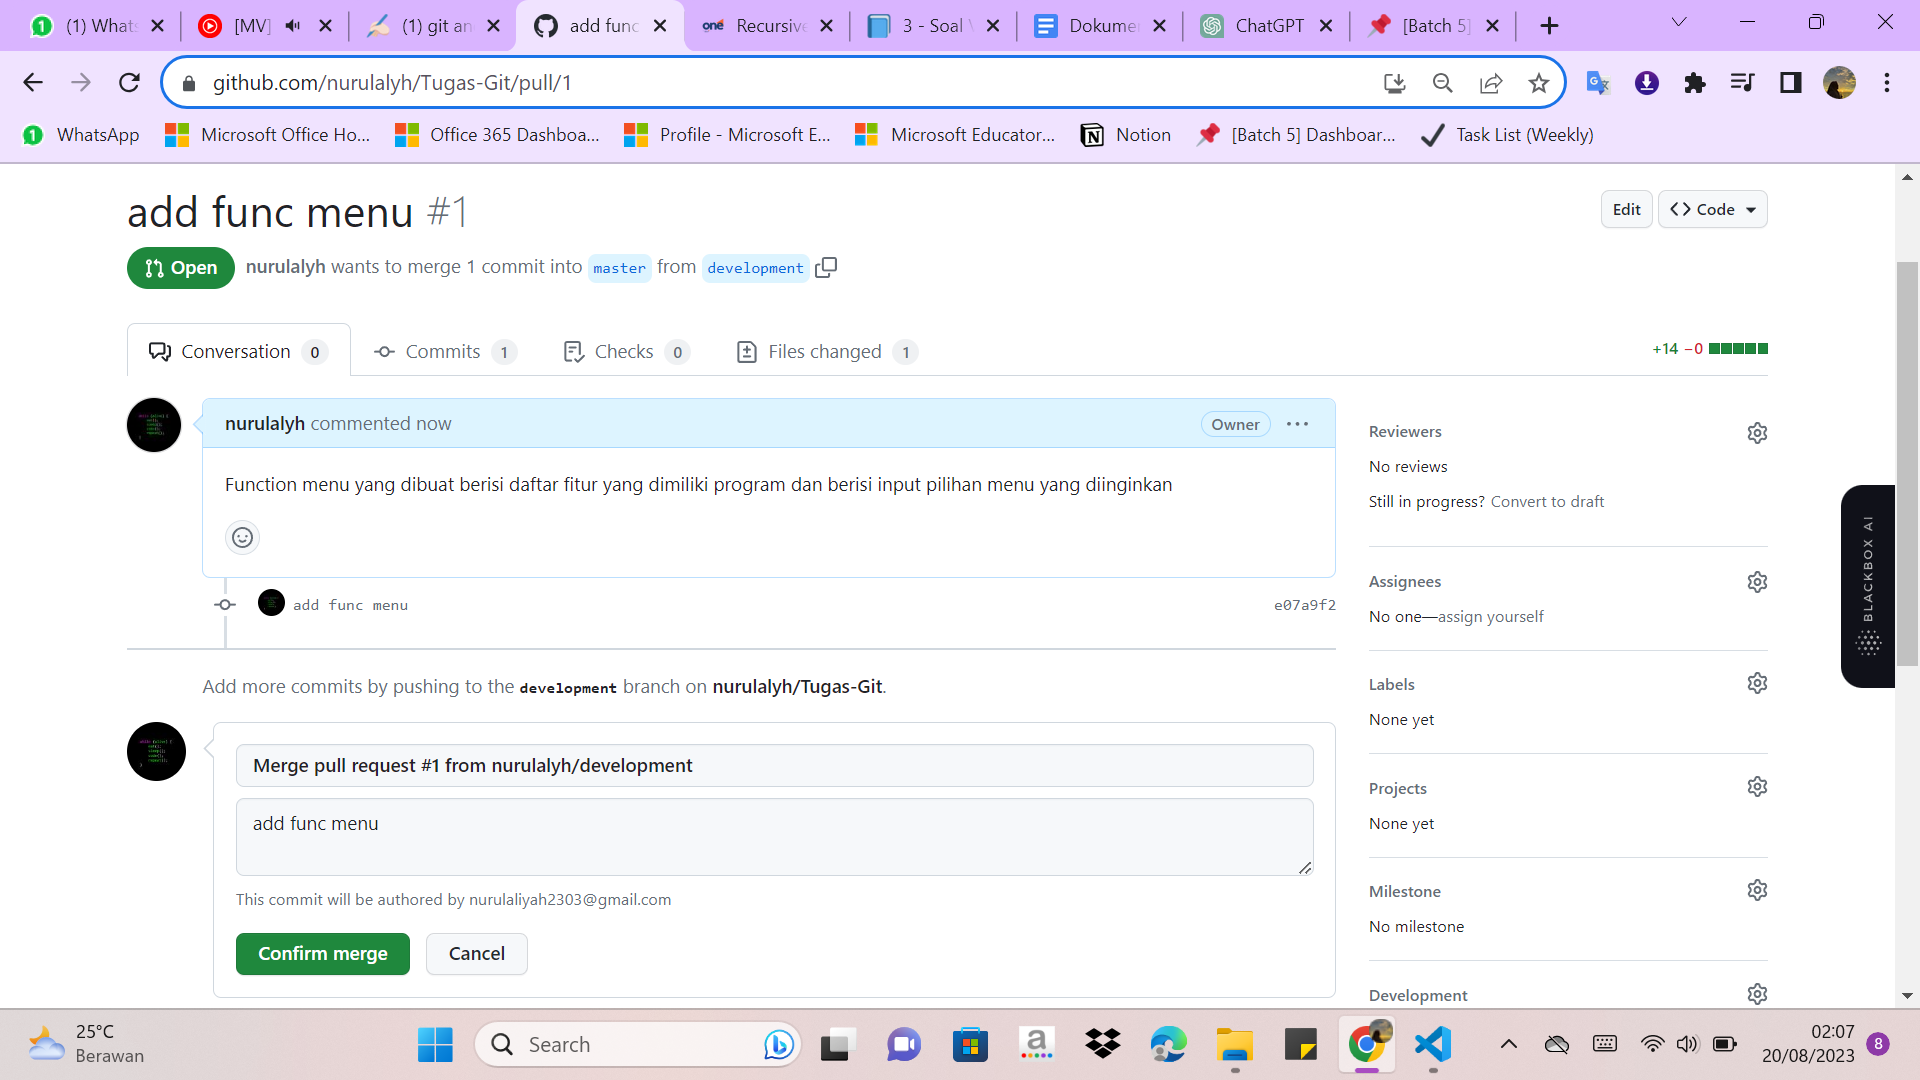 (1) Whats
[MV]
(1) git an
add func
Recursive
3 - Soal
Dokume
ChatGPT
[Batch 5]
github.com/nurulalyh/Tugas-Git/pull/1
WhatsApp
Microsoft Office Ho...
Office 365 Dashboa...
Profile - Microsoft E...
Microsoft Educator...
Notion
[Batch 5] Dashboar...
Task List (Weekly)
add func menu #1
Edit
Code
Open
nurulalyh wants to merge 1 commit into master from development
Conversation 0
Commits 1
Checks 0
Files changed 1
+14 −0
nurulalyh commented now
Owner
Function menu yang dibuat berisi daftar fitur yang dimiliki program dan berisi input pilihan menu yang diinginkan
add func menu
e07a9f2
Add more commits by pushing to the development branch on nurulalyh/Tugas-Git.
Merge pull request #1 from nurulalyh/development
add func menu
This commit will be authored by nurulaliyah2303@gmail.com
Confirm merge
Cancel
Reviewers
No reviews
Still in progress? Convert to draft
Assignees
No one—assign yourself
Labels
None yet
Projects
None yet
Milestone
No milestone
Development
BLACKBOX AI
25°C
Berawan
Search
02:07
20/08/2023
8